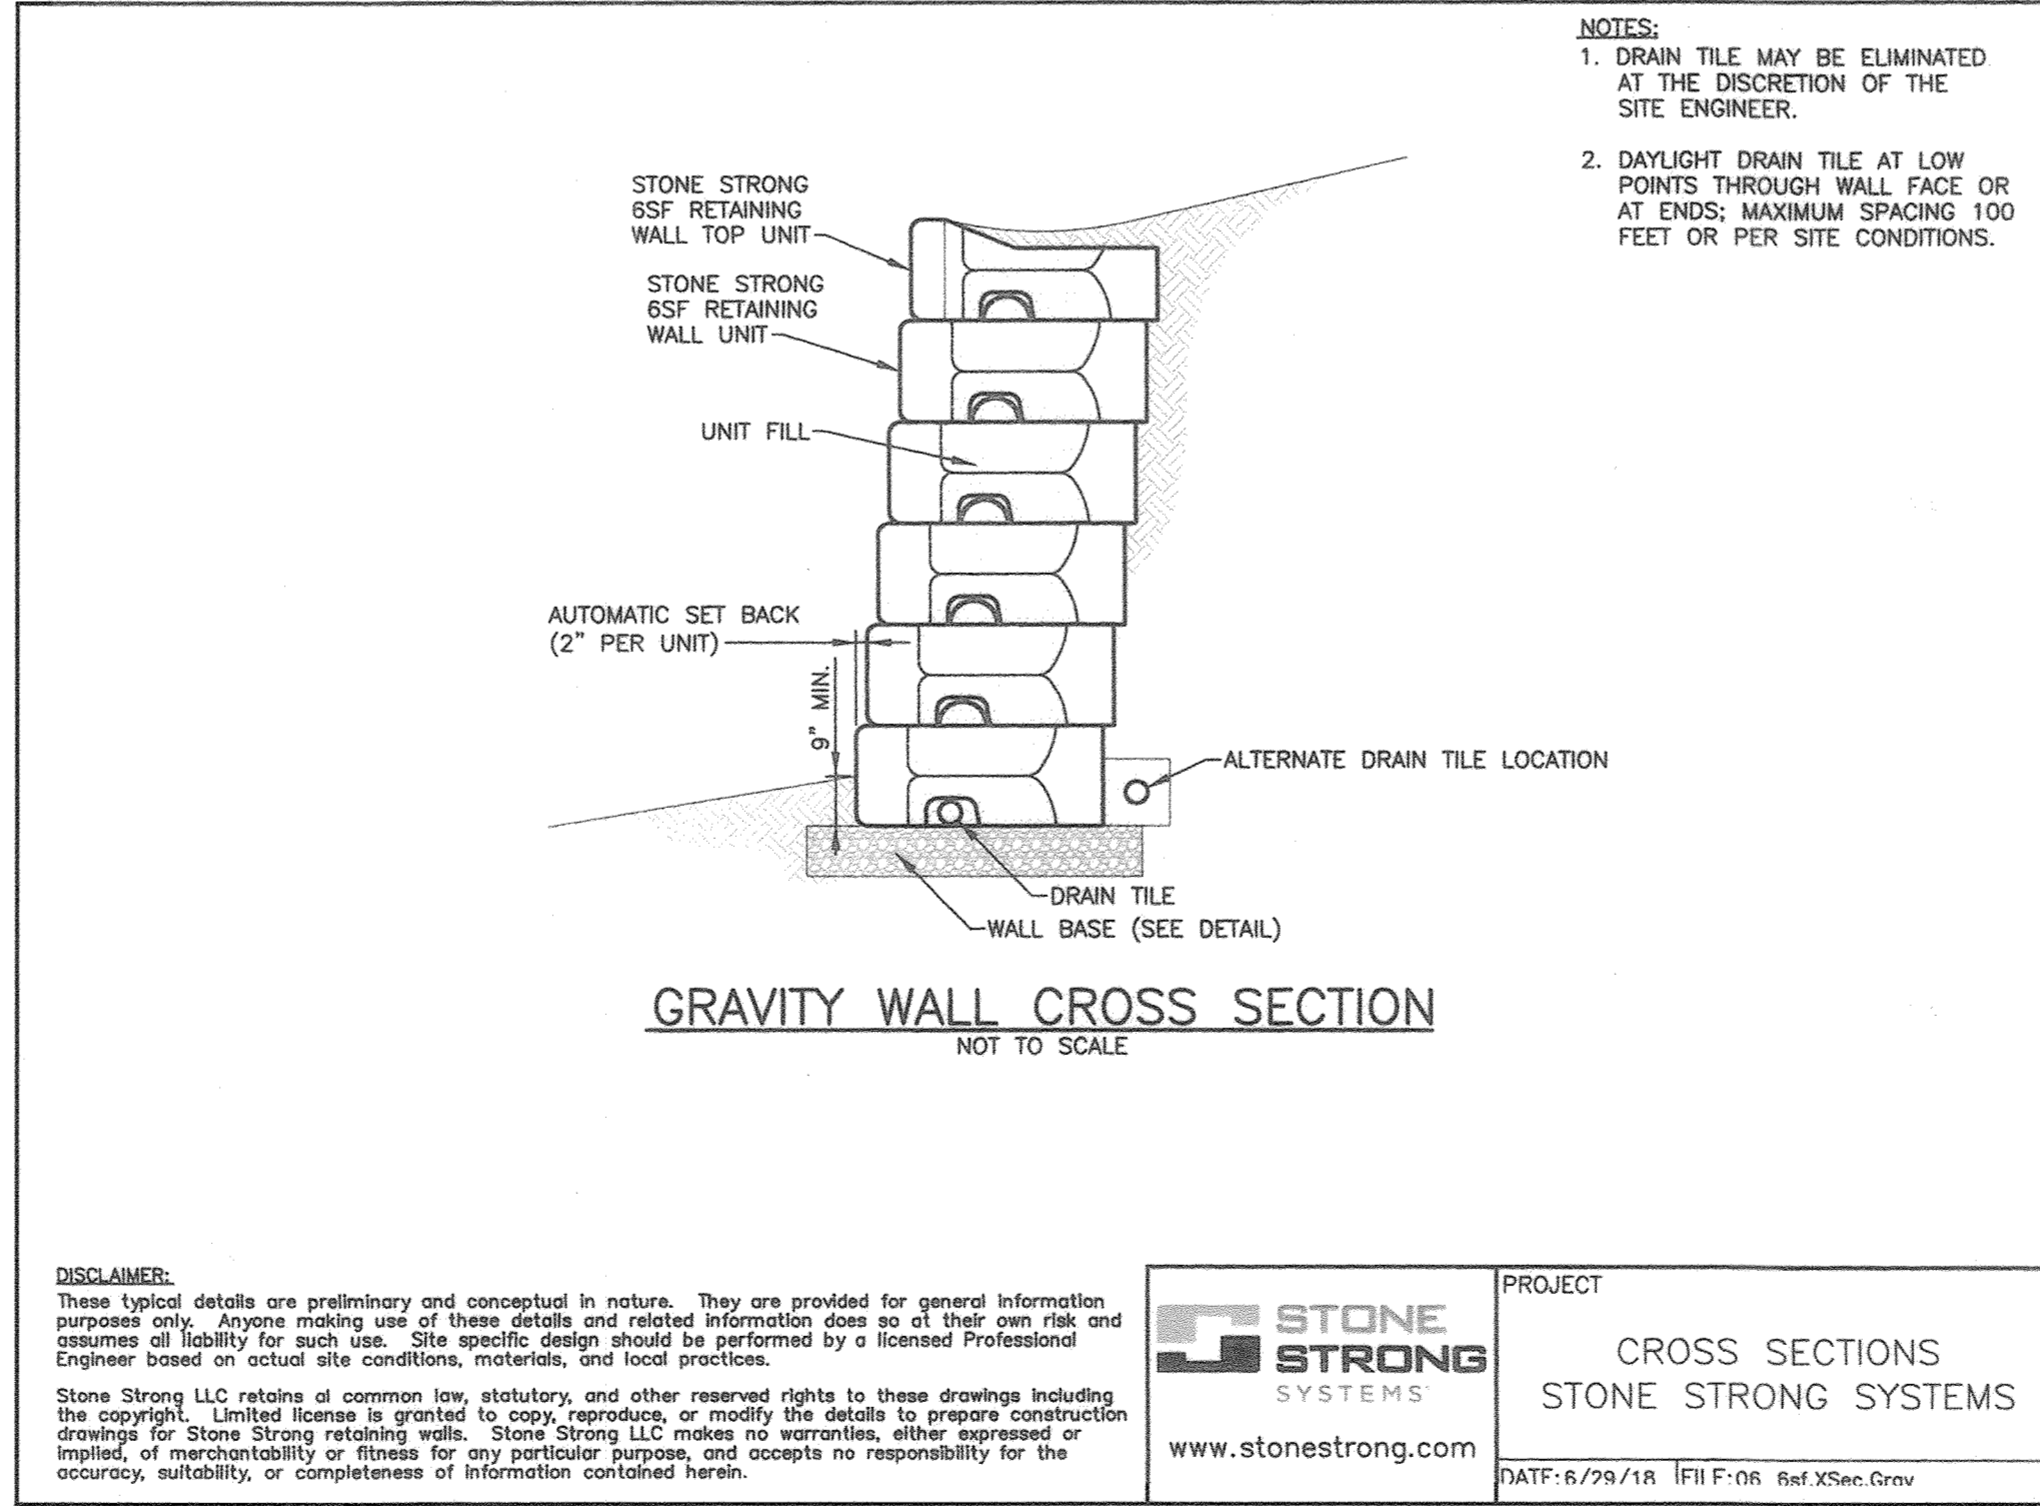 NOTES:
1. DRAIN TILE MAY BE ELIMINATED
AT THE DISCRETION OF THE
SITE ENGINEER.
2. DAYLIGHT DRAIN TILE AT LOW
POINTS THROUGH WALL FACE OR
AT ENDS; MAXIMUM SPACING 100
FEET OR PER SITE CONDITIONS.
STONE STRONG
6SF RETAINING
WALL TOP UNIT
STONE STRONG
6SF RETAINING
WALL UNIT
UNIT FILL
AUTOMATIC SET BACK
(2" PER UNIT)
9" MIN.
ALTERNATE DRAIN TILE LOCATION
DRAIN TILE
WALL BASE (SEE DETAIL)
GRAVITY WALL CROSS SECTION
NOT TO SCALE
DISCLAIMER:
These typical details are preliminary and conceptual in nature. They are provided for general information
purposes only. Anyone making use of these details and related information does so at their own risk and
assumes all liability for such use. Site specific design should be performed by a licensed Professional
Engineer based on actual site conditions, materials, and local practices.
Stone Strong LLC retains al common law, statutory, and other reserved rights to these drawings including
the copyright. Limited license is granted to copy, reproduce, or modify the details to prepare construction
drawings for Stone Strong retaining walls. Stone Strong LLC makes no warranties, either expressed or
implied, of merchantability or fitness for any particular purpose, and accepts no responsibility for the
accuracy, suitability, or completeness of information contained herein.
STONE
STRONG
SYSTEMS
www.stonestrong.com
PROJECT
CROSS SECTIONS
STONE STRONG SYSTEMS
DATE: 6/29/18 FILE: 06 6sf.XSec.Grav